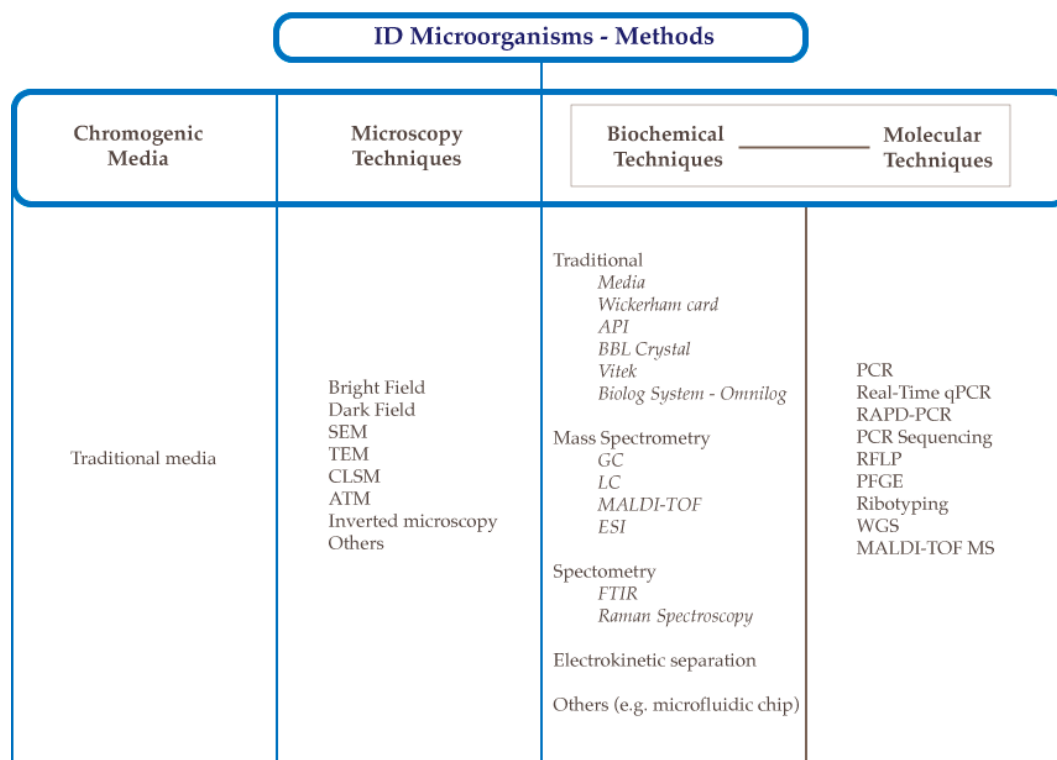 ID Microorganisms - Methods
Chromogenic
Media
Microscopy
Techniques
Biochemical
Techniques
Molecular
Techniques
Traditional media
Bright Field
Dark Field
SEM
TEM
CLSM
ATM
Inverted microscopy
Others
Traditional
Media
Wickerham card
API
BBL Crystal
Vitek
Biolog System - Omnilog
Mass Spectrometry
GC
LC
MALDI-TOF
ESI
Spectometry
FTIR
Raman Spectroscopy
Electrokinetic separation
Others (e.g. microfluidic chip)
PCR
Real-Time qPCR
RAPD-PCR
PCR Sequencing
RFLP
PFGE
Ribotyping
WGS
MALDI-TOF MS